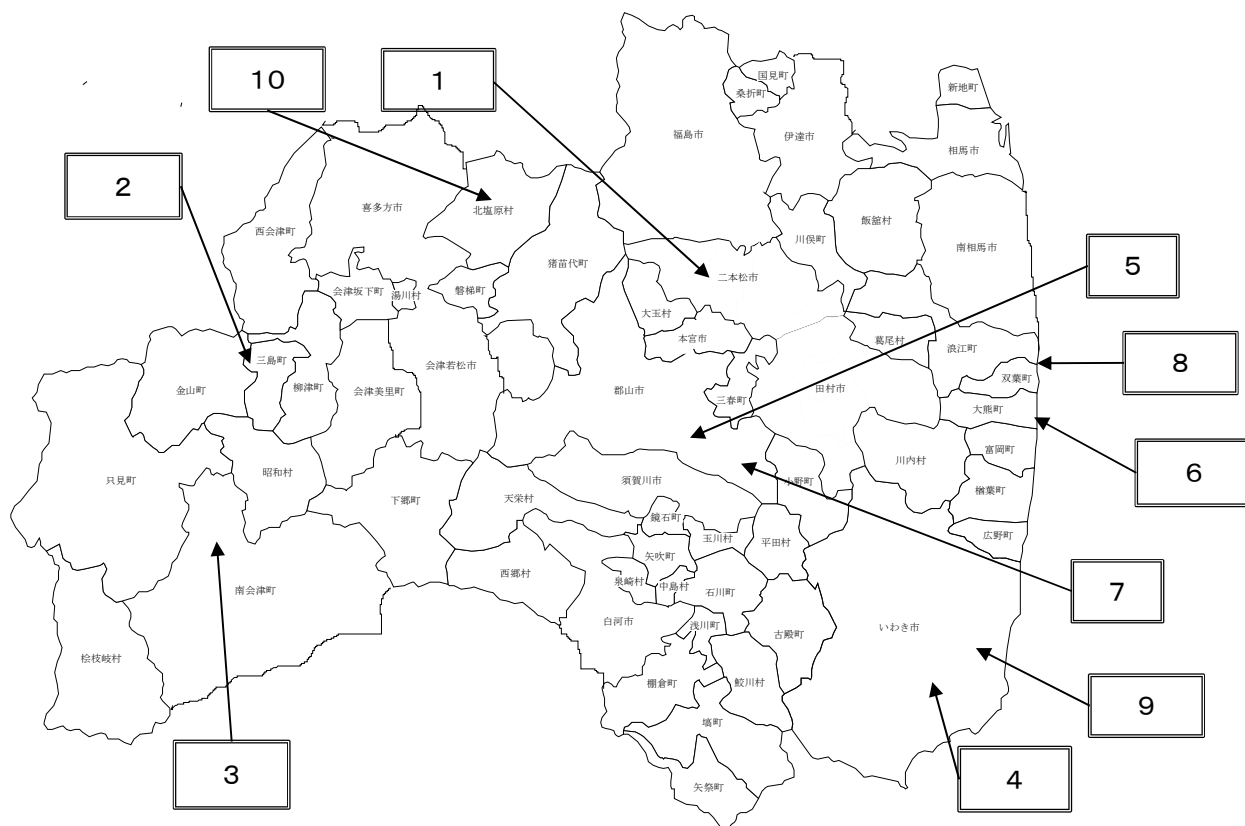 10
1
2
5
8
6
7
9
4
3
福島市
桑折町
国見町
伊達市
新地町
相馬市
喜多方市
北塩原村
西会津町
猪苗代町
川俣町
飯舘村
南相馬市
二本松市
会津坂下町
湯川村
磐梯町
大玉村
本宮市
葛尾村
浪江町
双葉町
三島町
柳津町
金山町
会津美里町
会津若松市
郡山市
三春町
田村市
大熊町
富岡町
川内村
楢葉町
広野町
只見町
昭和村
下郷町
天栄村
須賀川市
小野町
鏡石町
玉川村
平田村
矢吹町
西郷村
泉崎村
中島村
石川町
南会津町
白河市
浅川町
古殿町
いわき市
桧枝岐村
棚倉町
鮫川村
塙町
矢祭町